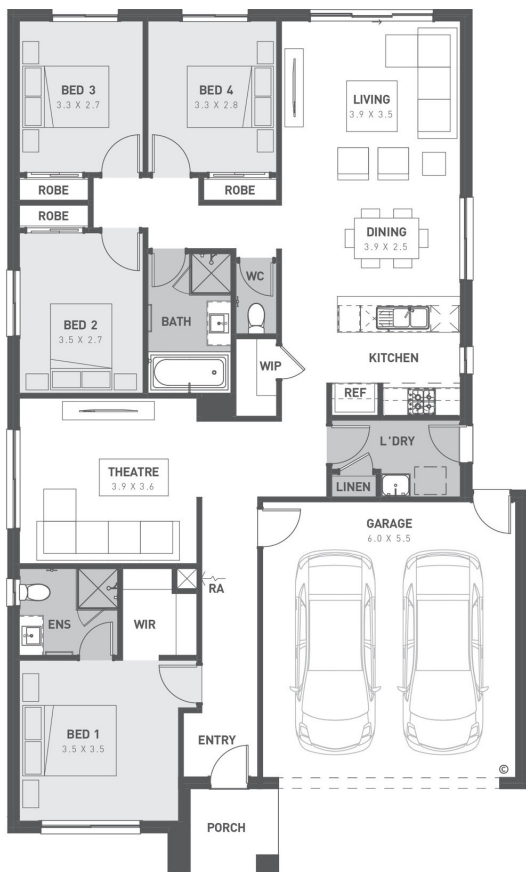 BED 3
3.3 X 2.7
BED 4
3.3 X 2.8
LIVING
3.9 X 3.5
ROBE
ROBE
ROBE
DINING
3.9 X 2.5
WC
BED 2
3.5 X 2.7
BATH
WIP
KITCHEN
REF
L'DRY
LINEN
THEATRE
3.9 X 3.6
GARAGE
6.0 X 5.5
RA
ENS
WIR
BED 1
3.5 X 3.5
ENTRY
©
PORCH